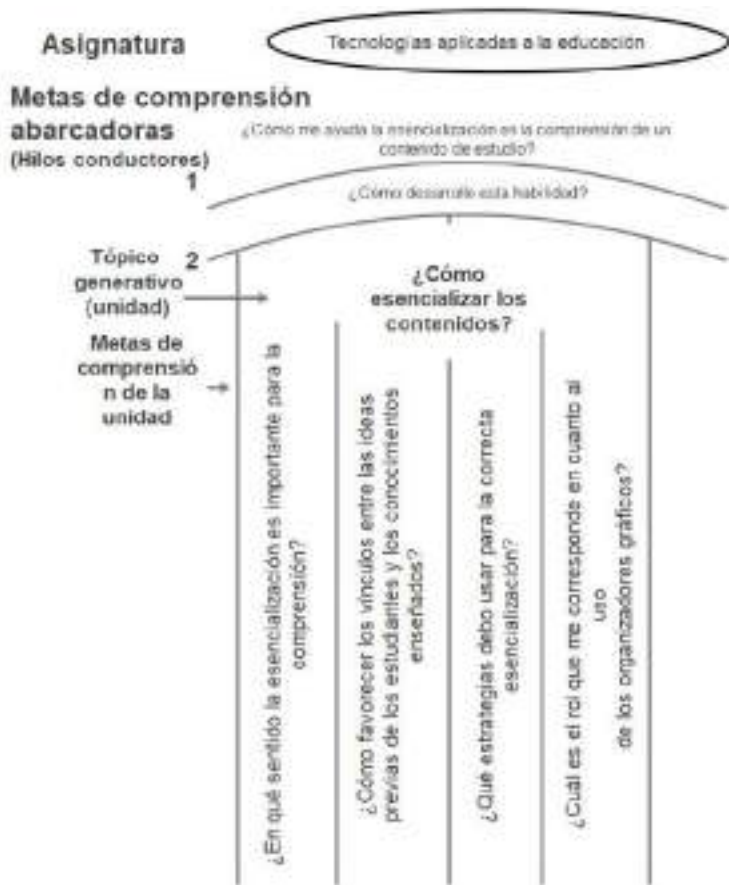 Asignatura
Tecnologías aplicadas a la educación
Metas de comprensión
abarcadoras
(Hilos conductores)
¿Cómo me ayuda la esencialización en la comprensión de un
contenido de estudio?
1
¿Cómo desarrollo esta habilidad?
2
Tópico
generativo
(unidad)
¿Cómo
esencializar los
contenidos?
Metas de
comprensió
n de la
unidad
¿En qué sentido la esencialización es importante para la
comprensión?
¿Cómo favorecer los vínculos entre las ideas
previas de los estudiantes y los conocimientos
enseñados?
¿Qué estrategias debo usar para la correcta
esencialización?
¿Cuál es el rol que me corresponde en cuanto al
uso
de los organizadores gráficos?